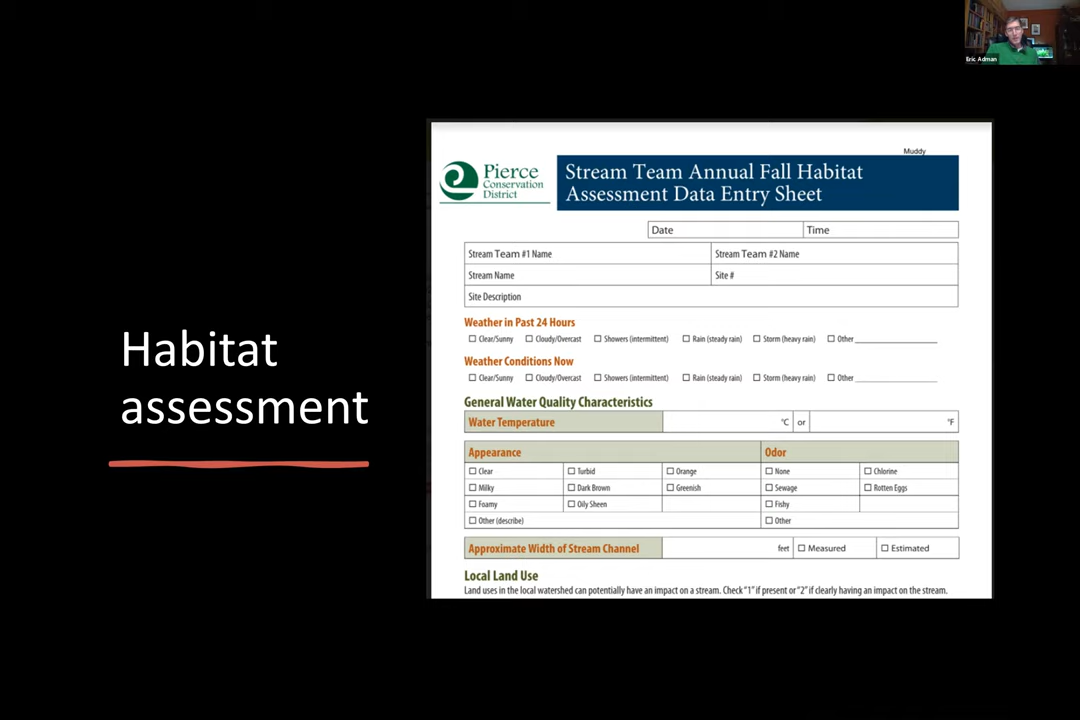 Eric Adman
Habitat
assessment
Muddy
Pierce
Conservation
District
Stream Team Annual Fall Habitat
Assessment Data Entry Sheet
Date Time
Stream Team #1 Name Stream Team #2 Name
Stream Name Site #
Site Description
Weather in Past 24 Hours
Clear/Sunny Cloudy/Overcast Showers (intermittent) Rain (steady rain) Storm (heavy rain) Other
Weather Conditions Now
Clear/Sunny Cloudy/Overcast Showers (intermittent) Rain (steady rain) Storm (heavy rain) Other
General Water Quality Characteristics
Water Temperature °C or °F
Appearance Odor
Clear Turbid Orange None Chlorine
Milky Dark Brown Greenish Sewage Rotten Eggs
Foamy Oily Sheen Fishy
Other (describe) Other
Approximate Width of Stream Channel feet Measured Estimated
Local Land Use
Land uses in the local watershed can potentially have an impact on a stream. Check "1" if present or "2" if clearly having an impact on the stream.